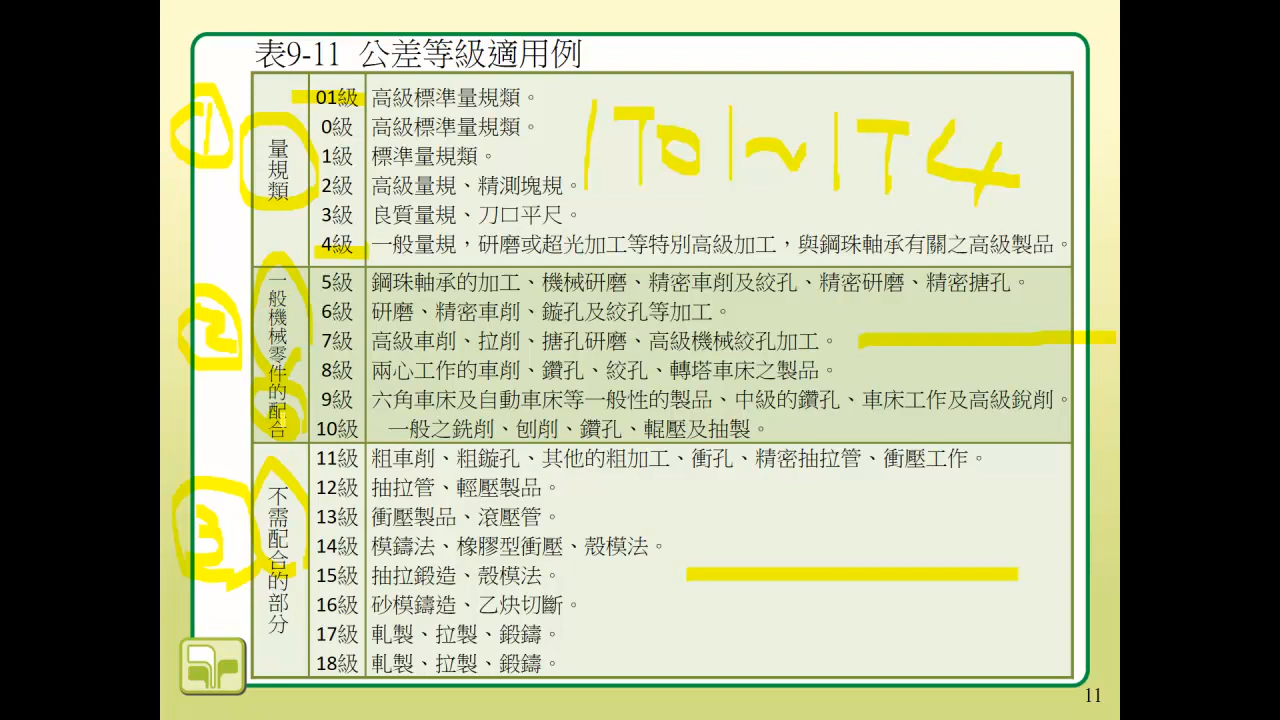 表9-11 公差等級適用例
1
量規類
01級 高級標準量規類。
0級 高級標準量規類。
1級 標準量規類。
2級 高級量規、精測塊規。
3級 良質量規、刀口平尺。
4級 一般量規，研磨或超光加工等特別高級加工，與鋼珠軸承有關之高級製品。
IT01~IT4
2
一般機械零件的配合
5級 鋼珠軸承的加工、機械研磨、精密車削及絞孔、精密研磨、精密搪孔。
6級 研磨、精密車削、鏇孔及絞孔等加工。
7級 高級車削、拉削、搪孔研磨、高級機械絞孔加工。
8級 兩心工作的車削、鑽孔、絞孔、轉塔車床之製品。
9級 六角車床及自動車床等一般性的製品、中級的鑽孔、車床工作及高級銳削。
10級 一般之銑削、刨削、鑽孔、輥壓及抽製。
3
不需配合的部分
11級 粗車削、粗鏇孔、其他的粗加工、衝孔、精密抽拉管、衝壓工作。
12級 抽拉管、輕壓製品。
13級 衝壓製品、滾壓管。
14級 模鑄法、橡膠型衝壓、殼模法。
15級 抽拉鍛造、殼模法。
16級 砂模鑄造、乙炔切斷。
17級 軋製、拉製、鍛鑄。
18級 軋製、拉製、鍛鑄。
11